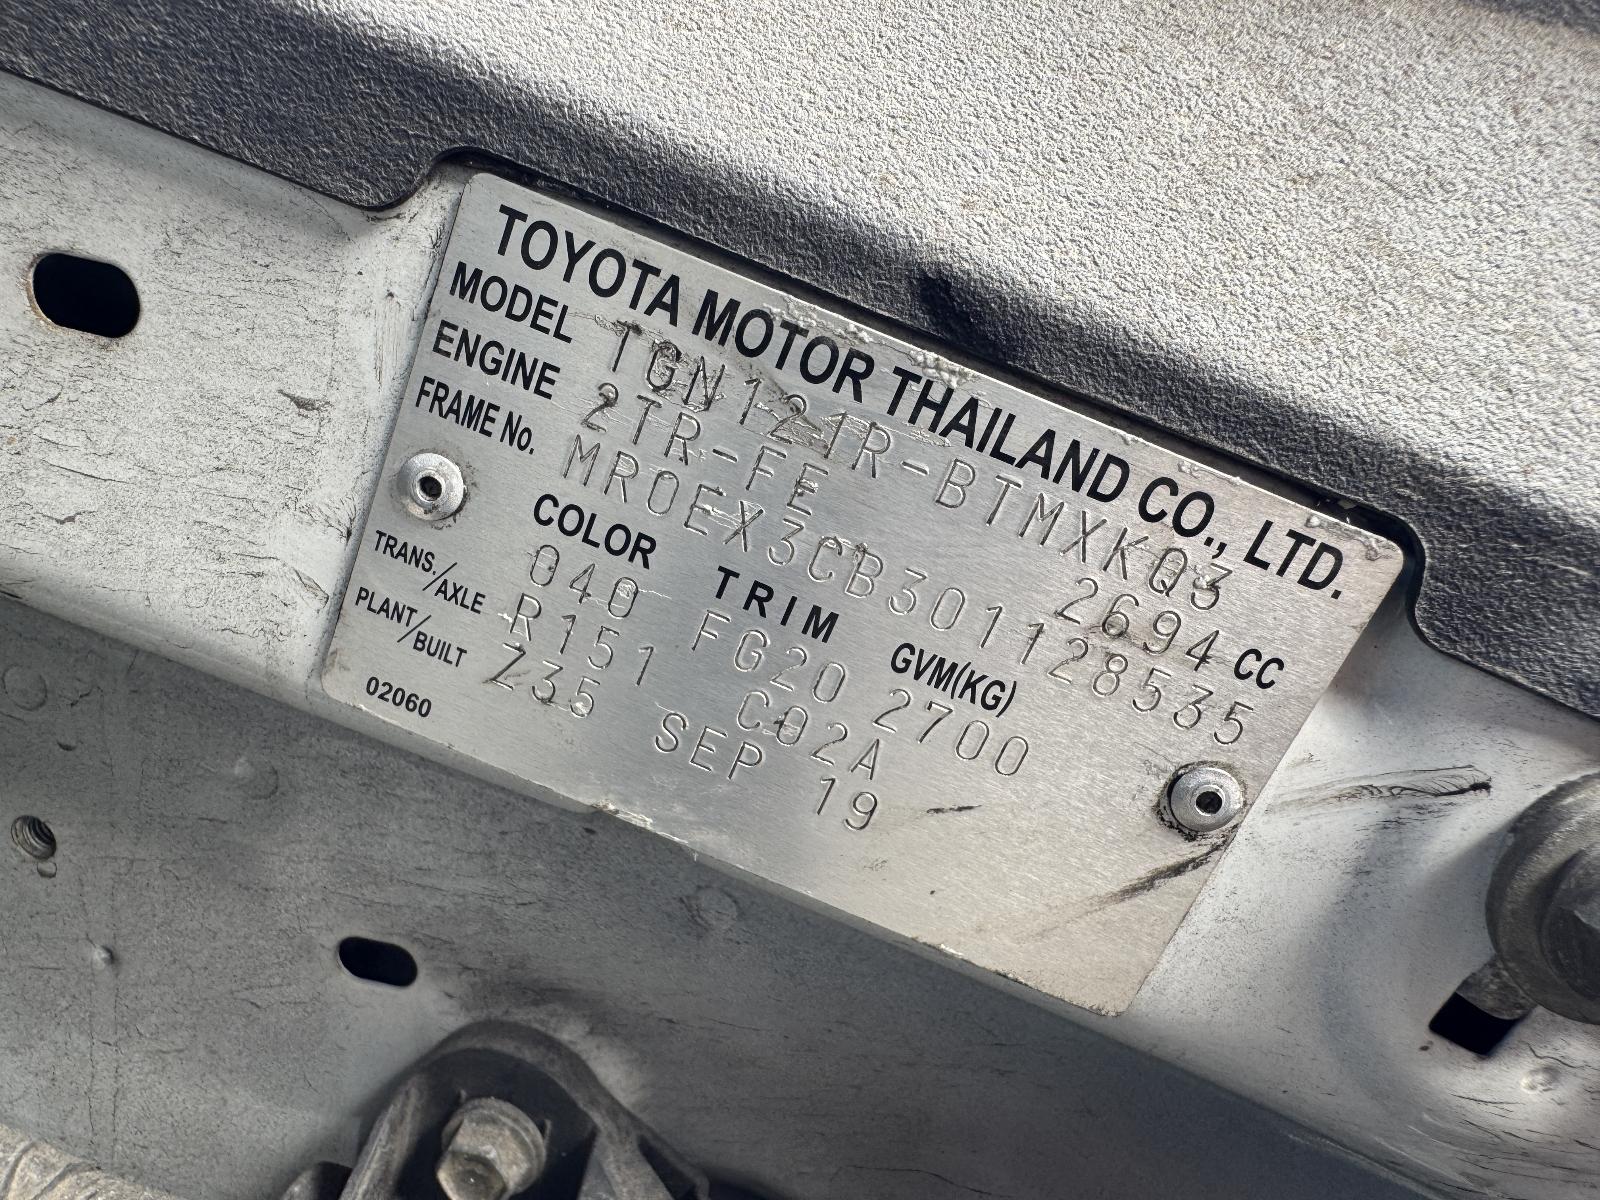 TOYOTA MOTOR THAILAND CO., LTD.
MODEL TGN121R-BTMXKQ3
ENGINE 2TR-FE 2694 CC
FRAME No. MR0EX3CB301128535
COLOR TRIM GVM(KG)
040 FG20 2700
TRANS./AXLE R151 C02A
PLANT/BUILT Z35 SEP 19
02060